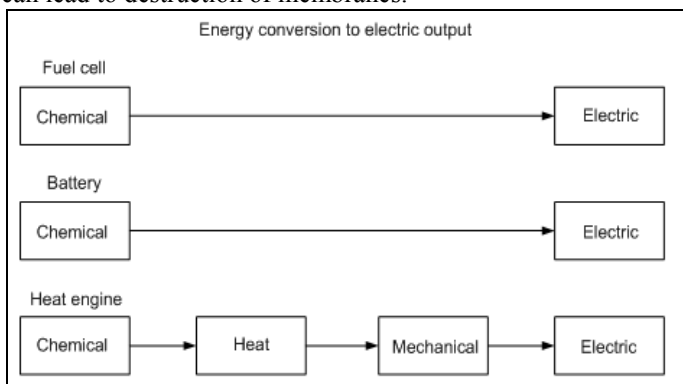 can lead to destruction of membranes.
Energy conversion to electric output
Fuel cell
Chemical
Electric
Battery
Chemical
Electric
Heat engine
Chemical
Heat
Mechanical
Electric